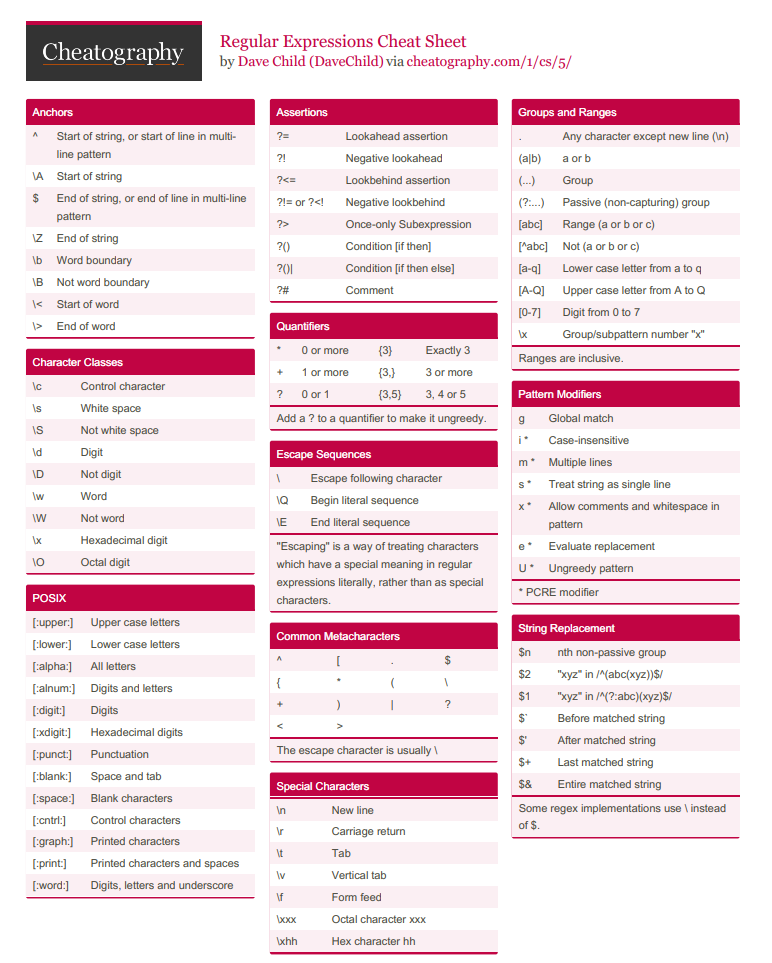 Cheatography
Regular Expressions Cheat Sheet
by Dave Child (DaveChild) via cheatography.com/1/cs/5/
Anchors
^ Start of string, or start of line in multi-
line pattern
\A Start of string
$ End of string, or end of line in multi-line
pattern
\Z End of string
\b Word boundary
\B Not word boundary
\< Start of word
\> End of word
Character Classes
\c Control character
\s White space
\S Not white space
\d Digit
\D Not digit
\w Word
\W Not word
\x Hexadecimal digit
\O Octal digit
POSIX
[:upper:] Upper case letters
[:lower:] Lower case letters
[:alpha:] All letters
[:alnum:] Digits and letters
[:digit:] Digits
[:xdigit:] Hexadecimal digits
[:punct:] Punctuation
[:blank:] Space and tab
[:space:] Blank characters
[:cntrl:] Control characters
[:graph:] Printed characters
[:print:] Printed characters and spaces
[:word:] Digits, letters and underscore
Assertions
?= Lookahead assertion
?! Negative lookahead
?<= Lookbehind assertion
?!= or ?<! Negative lookbehind
?> Once-only Subexpression
?() Condition [if then]
?()| Condition [if then else]
?# Comment
Quantifiers
* 0 or more {3} Exactly 3
+ 1 or more {3,} 3 or more
? 0 or 1 {3,5} 3, 4 or 5
Add a ? to a quantifier to make it ungreedy.
Escape Sequences
\ Escape following character
\Q Begin literal sequence
\E End literal sequence
"Escaping" is a way of treating characters
which have a special meaning in regular
expressions literally, rather than as special
characters.
Common Metacharacters
^ [ . $
{ * ( \
+ ) | ?
< >
The escape character is usually \
Special Characters
\n New line
\r Carriage return
\t Tab
\v Vertical tab
\f Form feed
\xxx Octal character xxx
\xhh Hex character hh
Groups and Ranges
. Any character except new line (\n)
(a|b) a or b
(...) Group
(?:...) Passive (non-capturing) group
[abc] Range (a or b or c)
[^abc] Not (a or b or c)
[a-q] Lower case letter from a to q
[A-Q] Upper case letter from A to Q
[0-7] Digit from 0 to 7
\x Group/subpattern number "x"
Ranges are inclusive.
Pattern Modifiers
g Global match
i * Case-insensitive
m * Multiple lines
s * Treat string as single line
x * Allow comments and whitespace in
pattern
e * Evaluate replacement
U * Ungreedy pattern
* PCRE modifier
String Replacement
$n nth non-passive group
$2 "xyz" in /^(abc(xyz))$/
$1 "xyz" in /^(?:abc)(xyz)$/
$` Before matched string
$' After matched string
$+ Last matched string
$& Entire matched string
Some regex implementations use \ instead
of $.